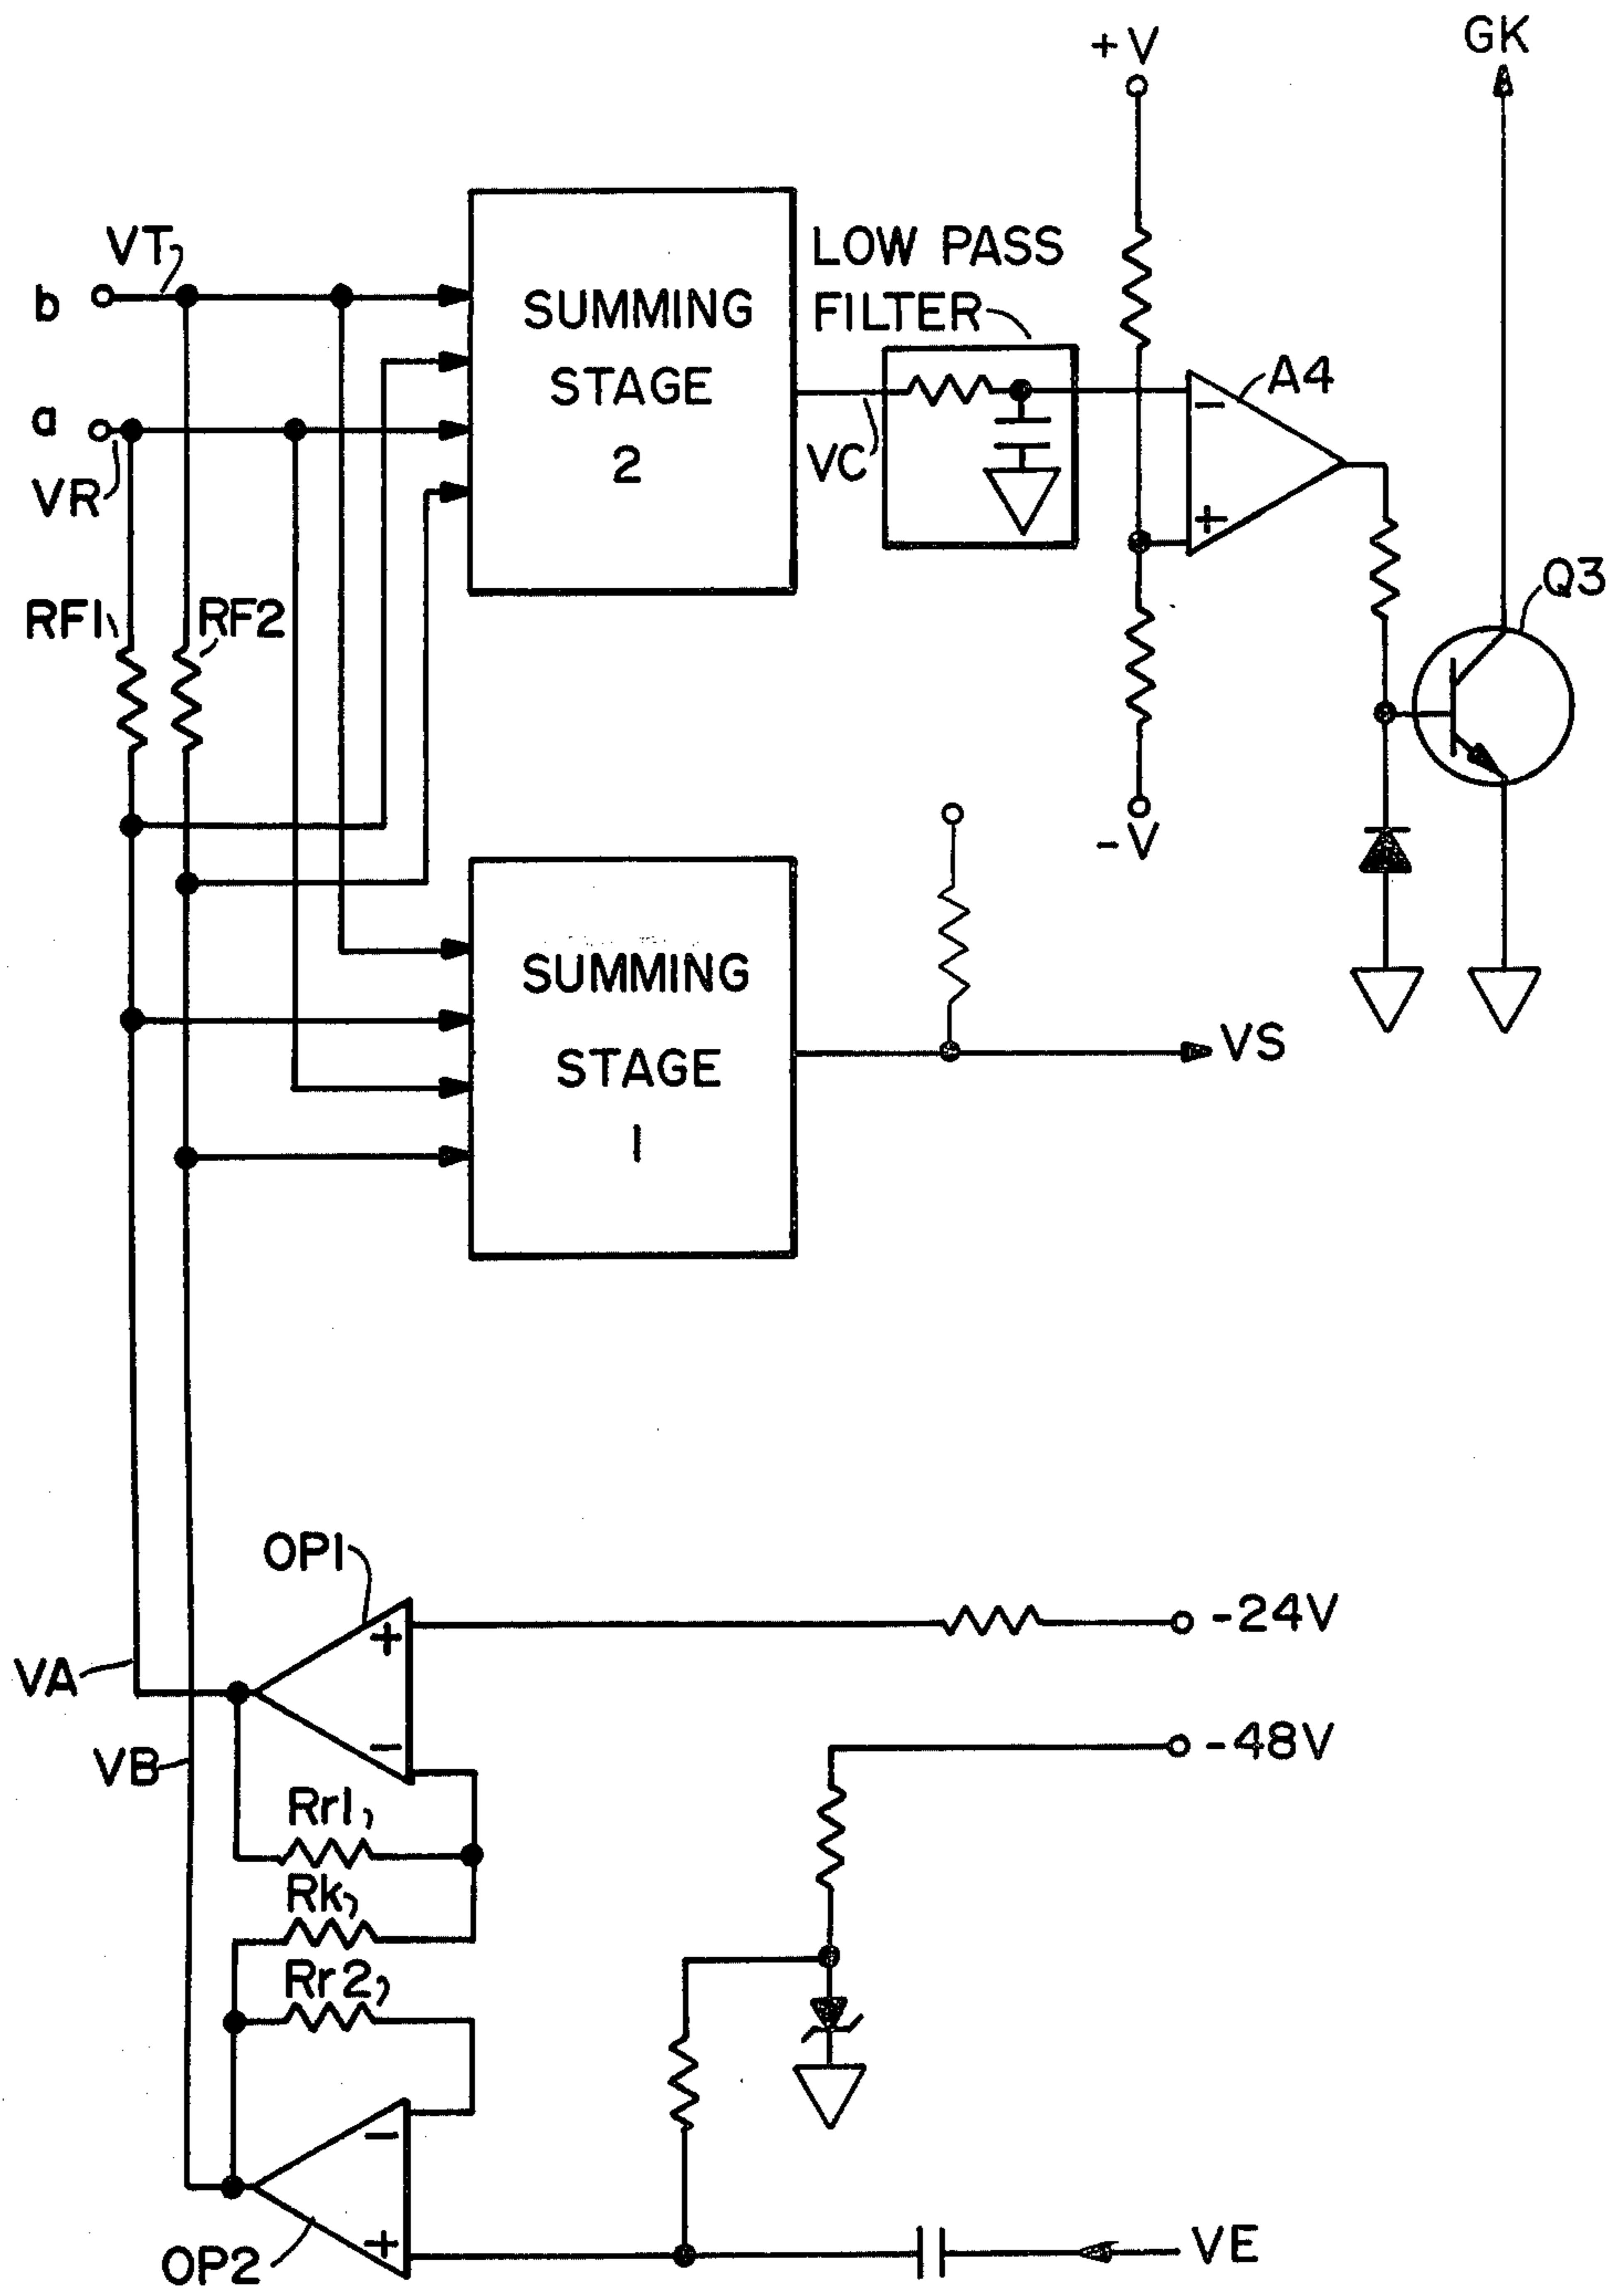 GK
+V
VT
b
LOW PASS
FILTER
SUMMING
STAGE
2
A4
-
+
a
VR
VC
Q3
RF1
RF2
-V
SUMMING
STAGE
1
VS
OP1
+
-
-24V
VA
-48V
VB
Rr1
Rk
Rr2
-
+
OP2
VE